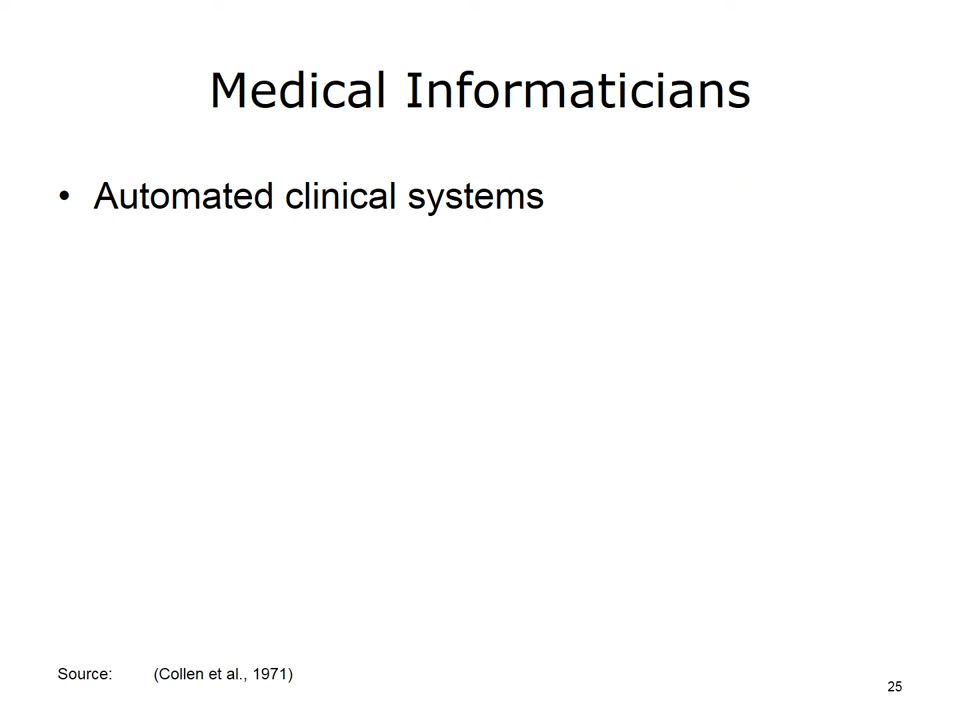 Medical Informaticians
• Automated clinical systems
Source: (Collen et al., 1971)
25